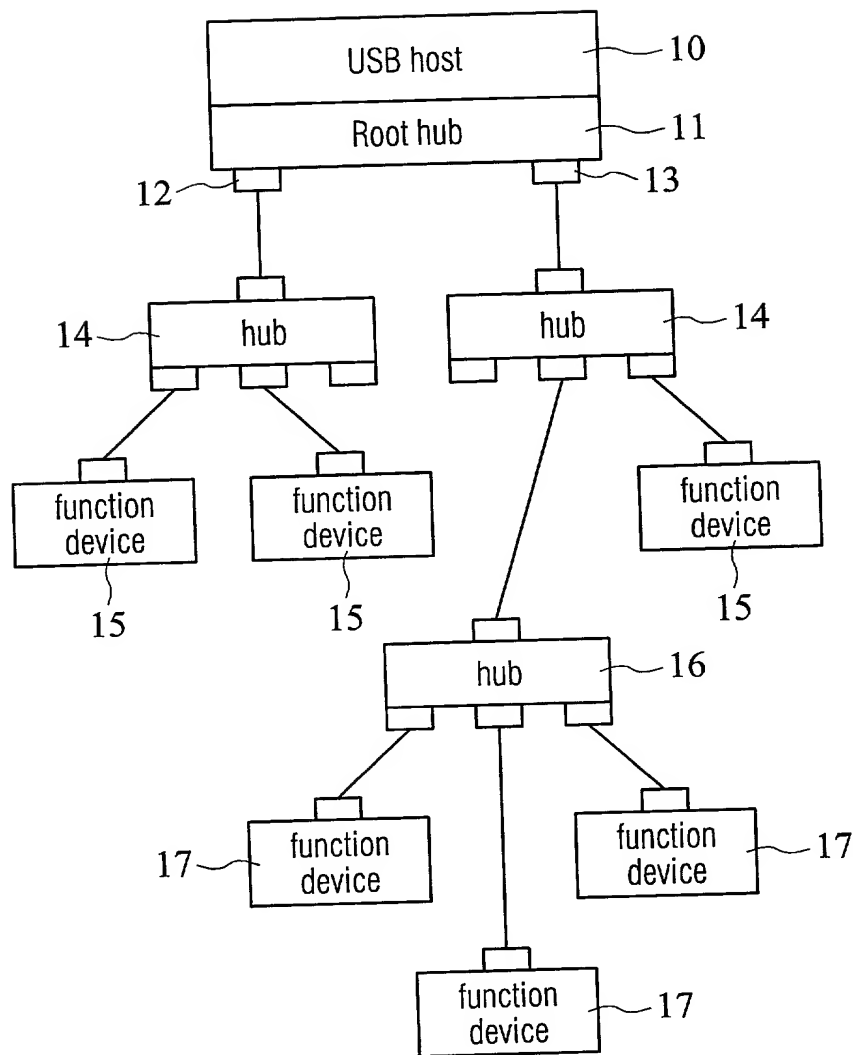 USB host
10
Root hub
11
12
13
14
hub
hub
14
function
device
15
function
device
15
function
device
15
hub
16
17
function
device
function
device
17
function
device
17